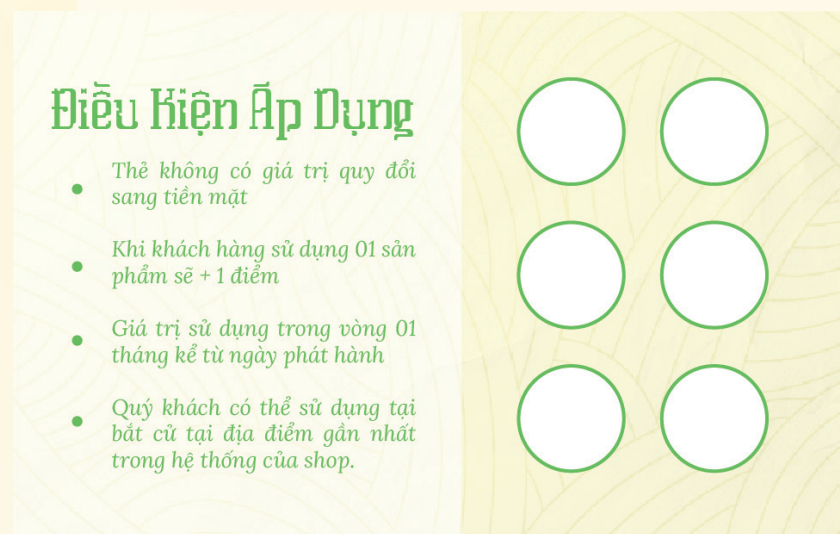 Điều Kiện Áp Dụng
Thẻ không có giá trị quy đổi
sang tiền mặt
Khi khách hàng sử dụng 01 sản
phẩm sẽ + 1 điểm
Giá trị sử dụng trong vòng 01
tháng kể từ ngày phát hành
Quý khách có thể sử dụng tại
bất cứ tại địa điểm gần nhất
trong hệ thống của shop.